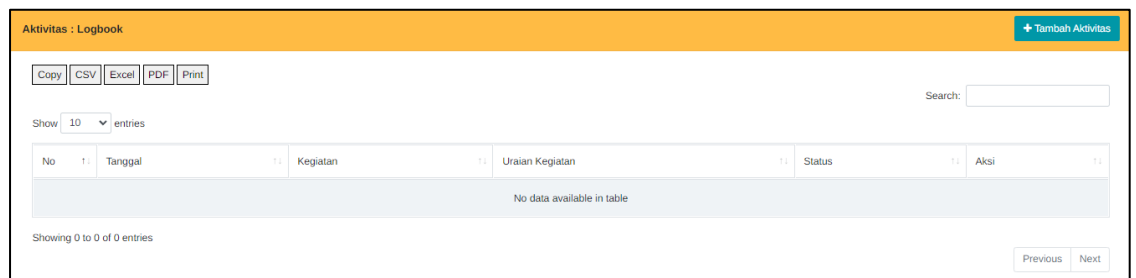 Aktivitas : Logbook
+ Tambah Aktivitas
Copy CSV Excel PDF Print
Search:
Show 10 entries
No Tanggal Kegiatan Uraian Kegiatan Status Aksi
No data available in table
Showing 0 to 0 of 0 entries
Previous Next